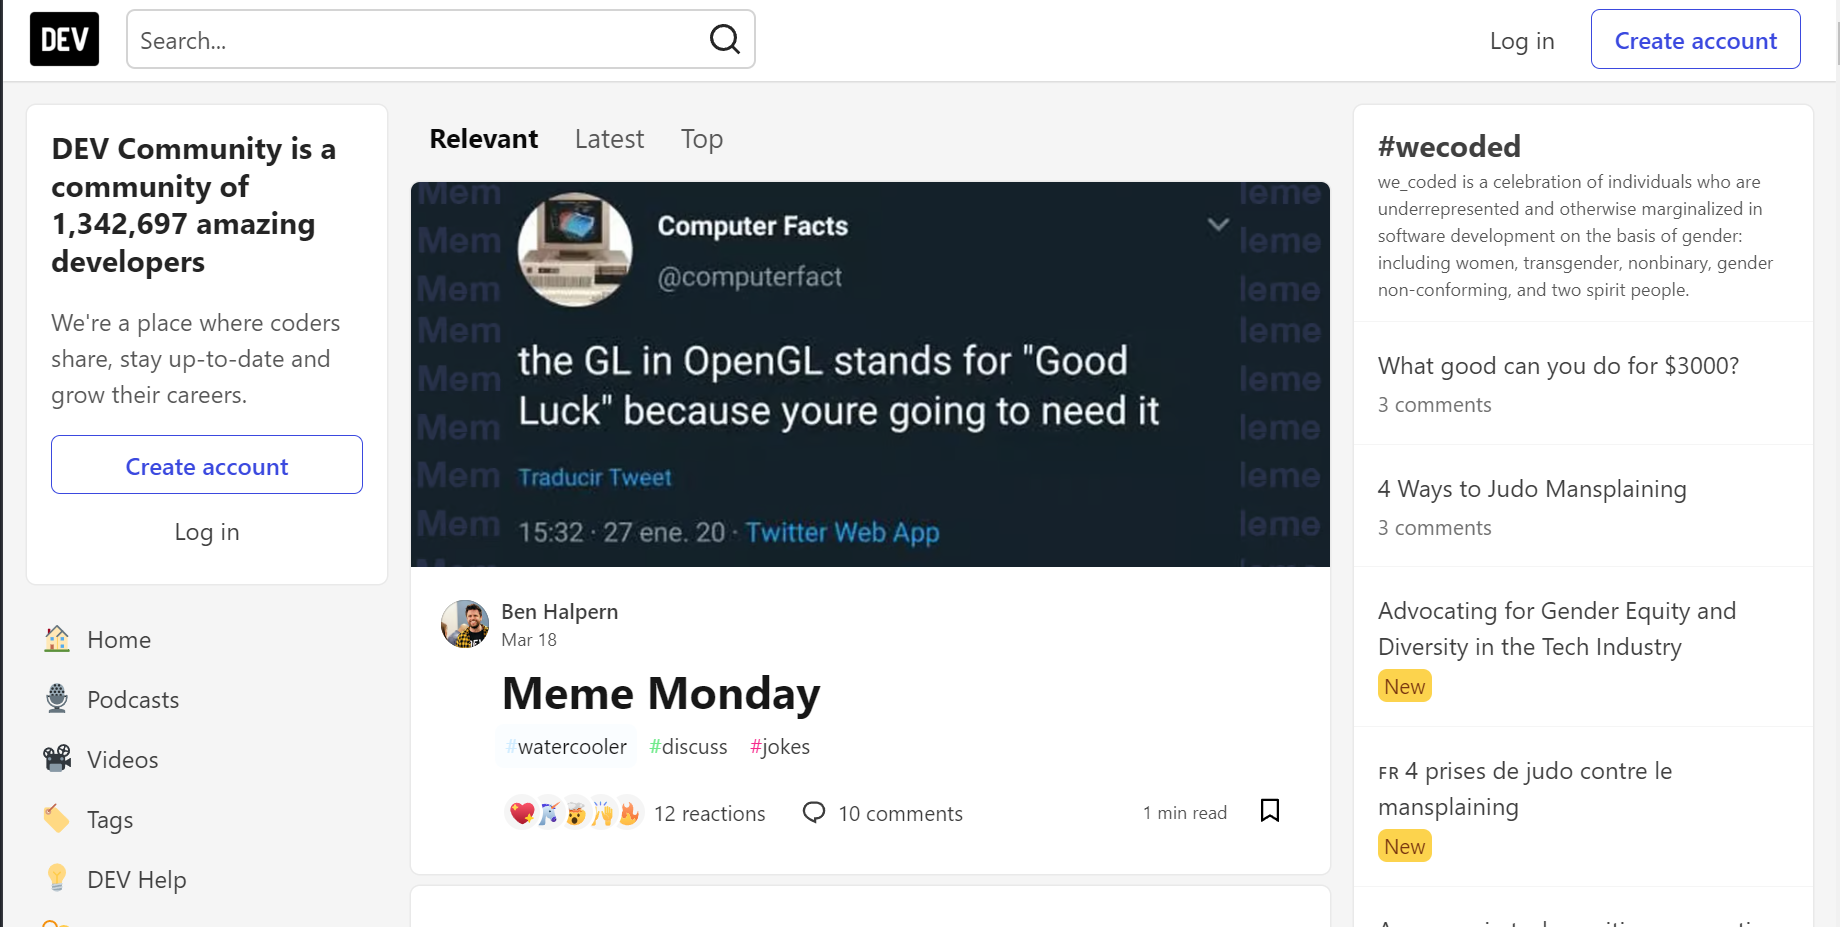 DEV
Search...
Log in
Create account
DEV Community is a
community of
1,342,697 amazing
developers
We're a place where coders
share, stay up-to-date and
grow their careers.
Create account
Log in
Home
Podcasts
Videos
Tags
DEV Help
Relevant Latest Top
Computer Facts
@computerfact
the GL in OpenGL stands for "Good
Luck" because youre going to need it
Traducir Tweet
15:32 · 27 ene. 20 · Twitter Web App
Mem
Mem
Mem
Mem
Mem
Mem
Mem
Mem
leme
leme
leme
leme
leme
leme
leme
leme
Ben Halpern
Mar 18
Meme Monday
#watercooler #discuss #jokes
12 reactions 10 comments 1 min read
#wecoded
we_coded is a celebration of individuals who are
underrepresented and otherwise marginalized in
software development on the basis of gender:
including women, transgender, nonbinary, gender
non-conforming, and two spirit people.
What good can you do for $3000?
3 comments
4 Ways to Judo Mansplaining
3 comments
Advocating for Gender Equity and
Diversity in the Tech Industry
New
FR 4 prises de judo contre le
mansplaining
New